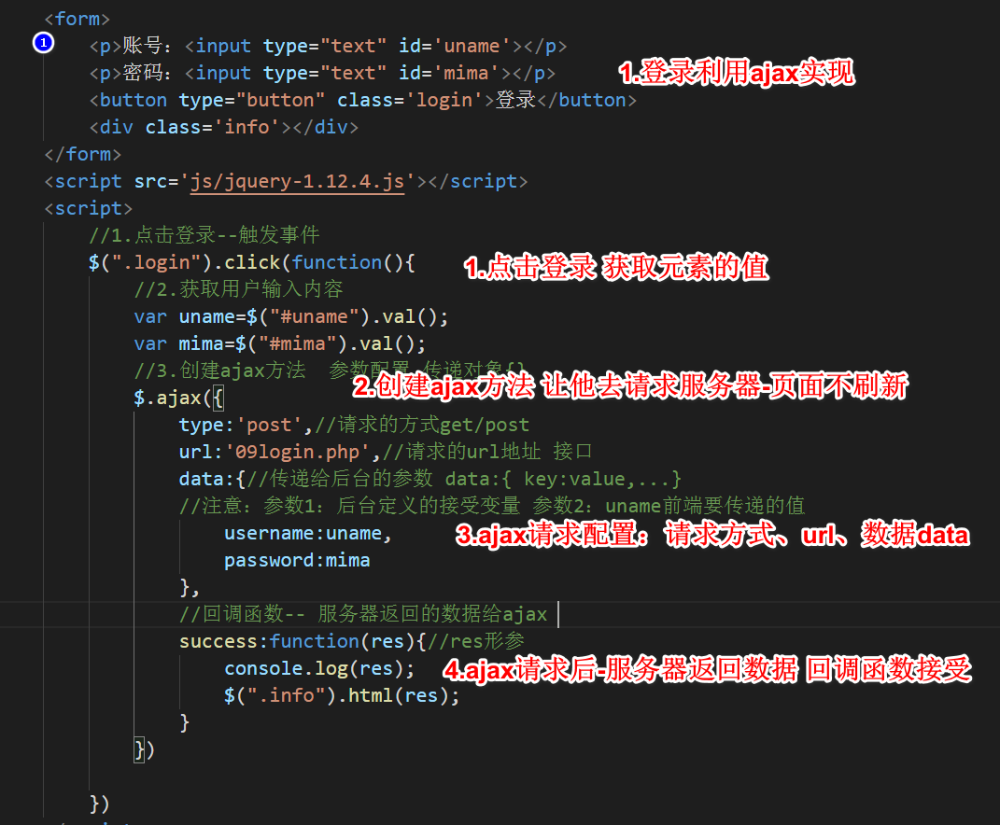 <form>
1
<p>账号：<input type="text" id='uname'></p>
<p>密码：<input type="text" id='mima'></p>
1.登录利用ajax实现
<button type="button" class='login'>登录</button>
<div class='info'></div>
</form>
<script src='js/jquery-1.12.4.js'></script>
<script>
//1.点击登录--触发事件
$(".login").click(function(){
1.点击登录 获取元素的值
//2.获取用户输入内容
var uname=$("#uname").val();
var mima=$("#mima").val();
//3.创建ajax方法  参数配置 传递对象{}
2.创建ajax方法 让他去请求服务器-页面不刷新
$.ajax({
type:'post',//请求的方式get/post
url:'09login.php',//请求的url地址 接口
data:{//传递给后台的参数 data:{ key:value,...}
//注意：参数1：后台定义的接受变量 参数2：uname前端要传递的值
username:uname,
3.ajax请求配置：请求方式、url、数据data
password:mima
},
//回调函数-- 服务器返回的数据给ajax
success:function(res){//res形参
console.log(res);
4.ajax请求后-服务器返回数据 回调函数接受
$(".info").html(res);
}
})
})